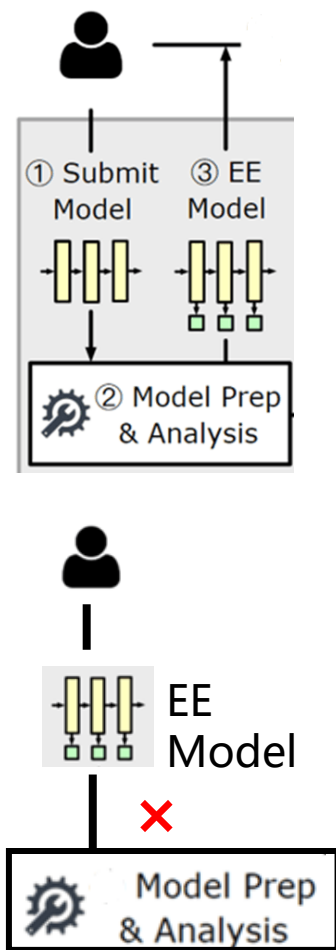 ① Submit
Model
③ EE
Model
② Model Prep
& Analysis
EE
Model
Model Prep
& Analysis